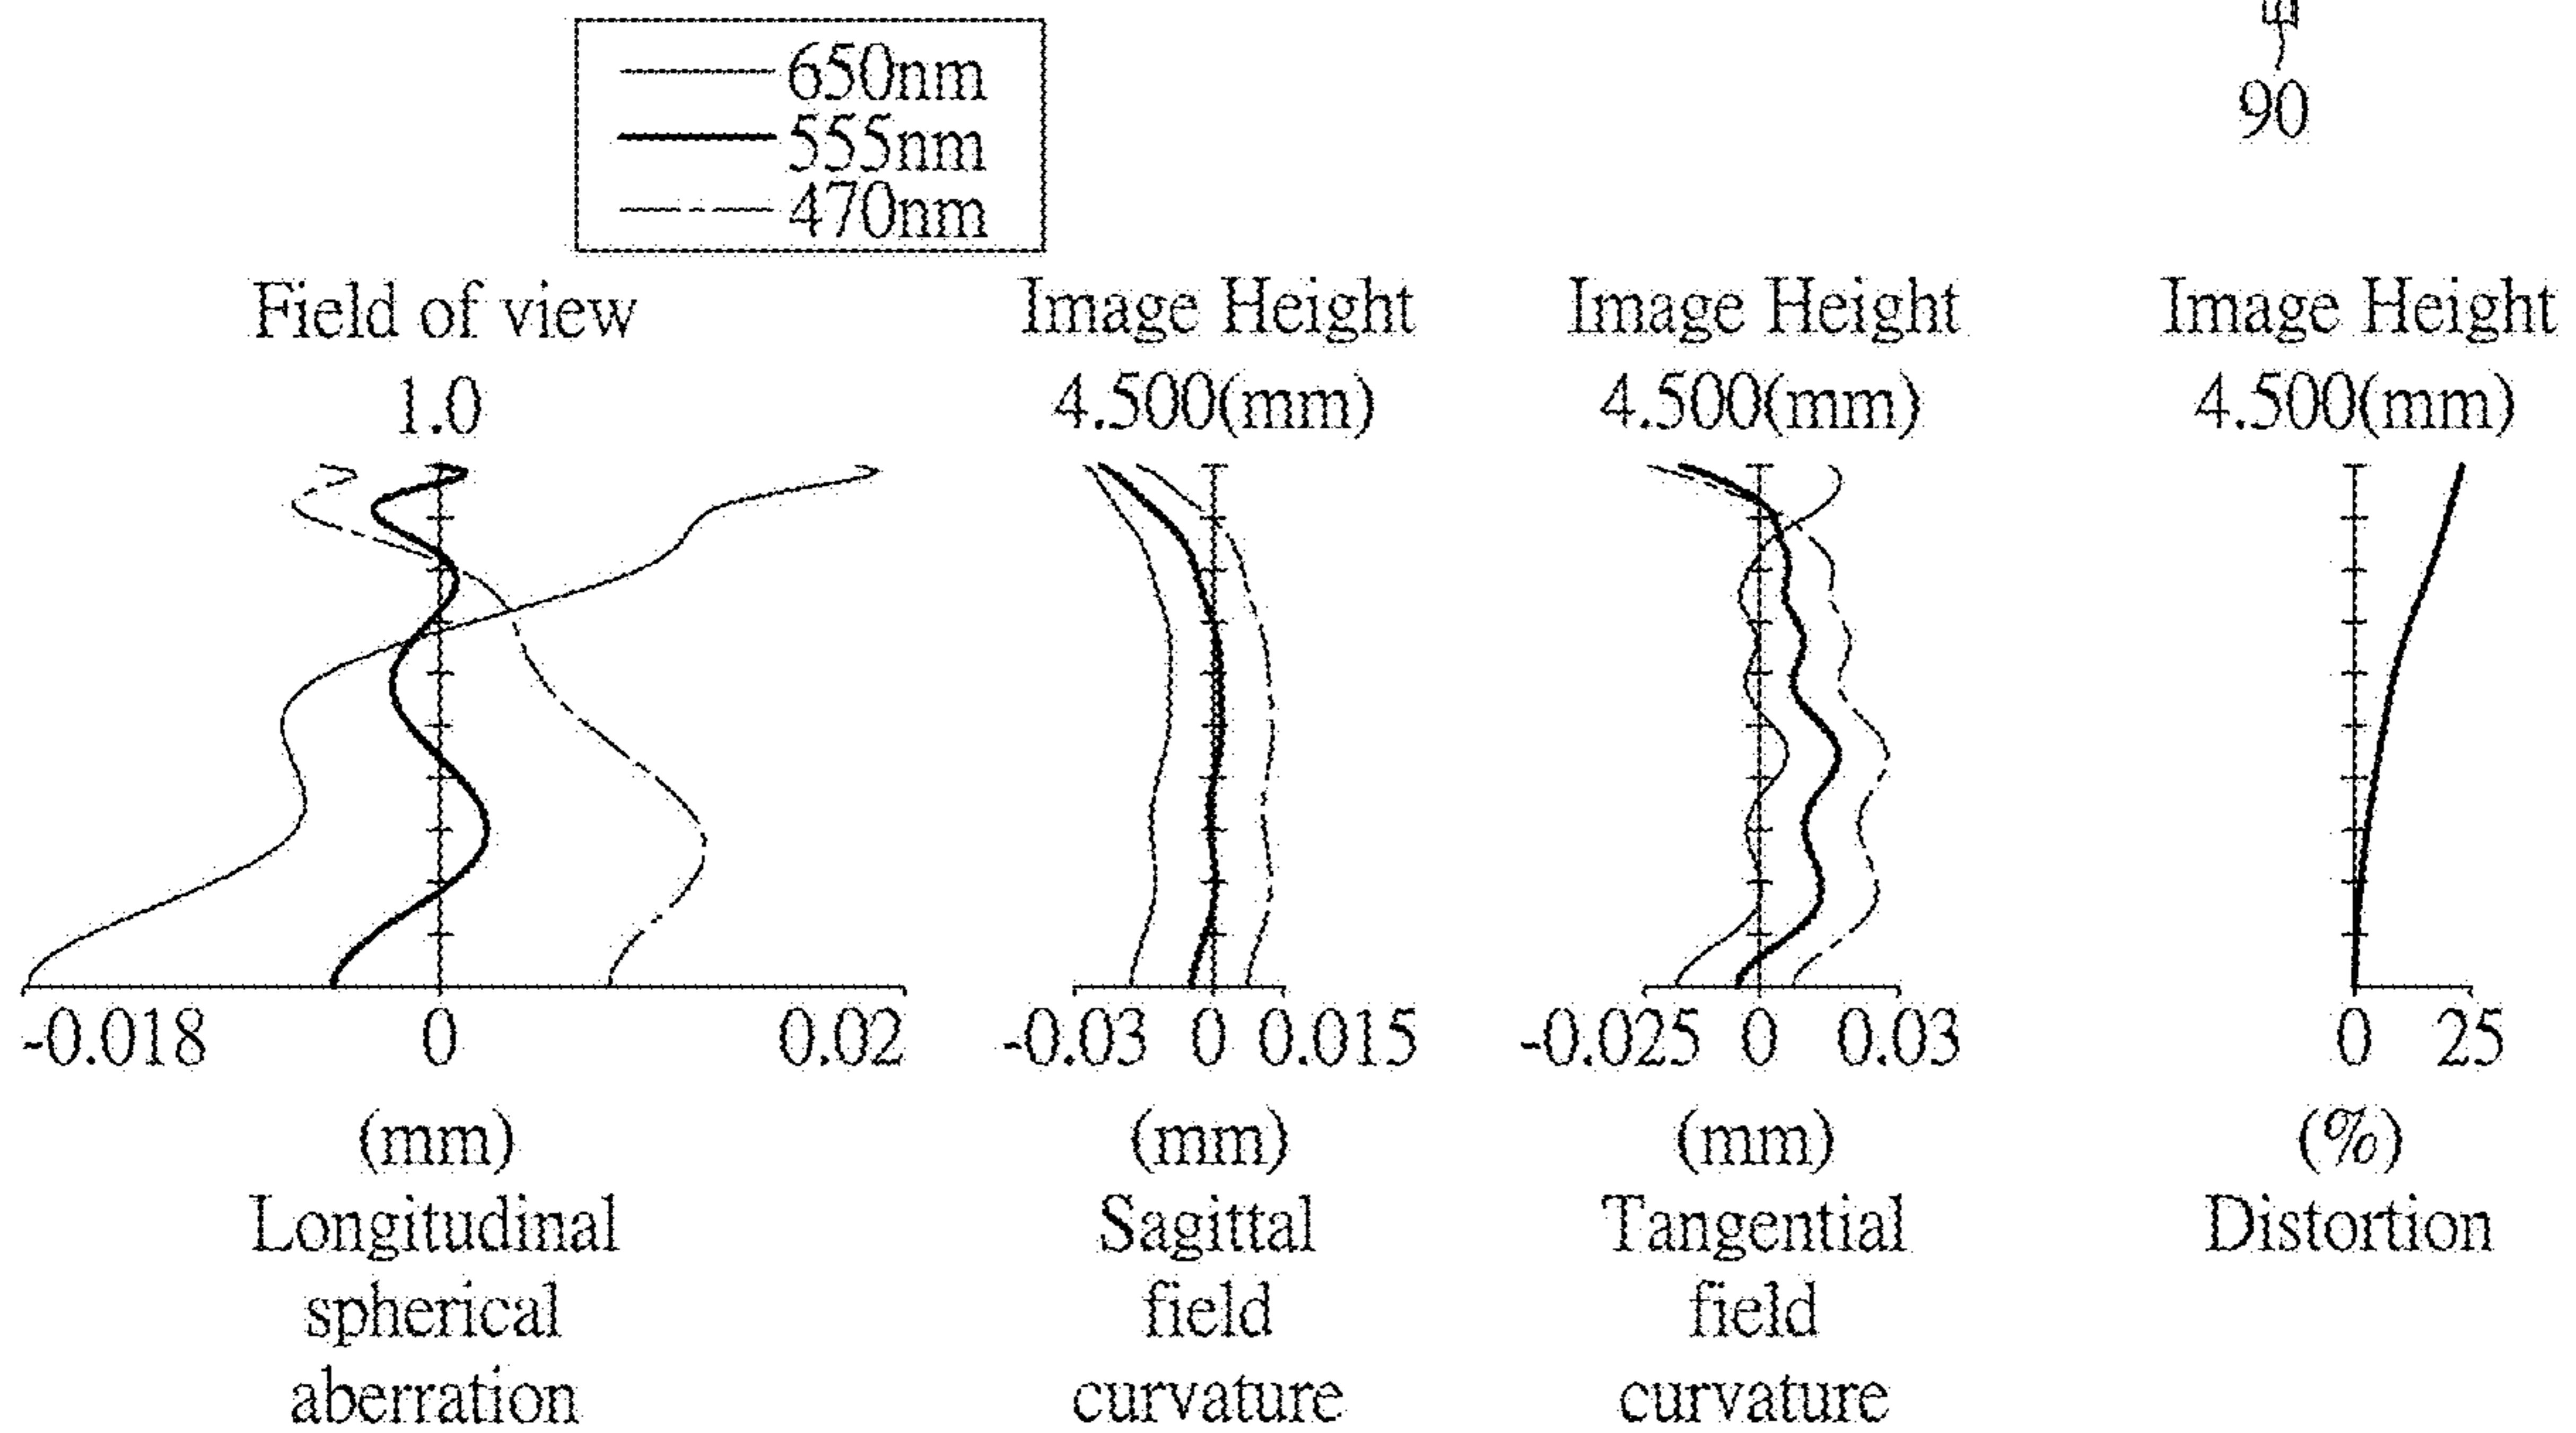 650nm
555nm
470nm
90
Field of view
1.0
Image Height
4.500(mm)
Image Height
4.500(mm)
Image Height
4.500(mm)
-0.018 0 0.02
-0.03 0 0.015
-0.025 0 0.03
0 25
(mm)
Longitudinal
spherical
aberration
(mm)
Sagittal
field
curvature
(mm)
Tangential
field
curvature
(%)
Distortion